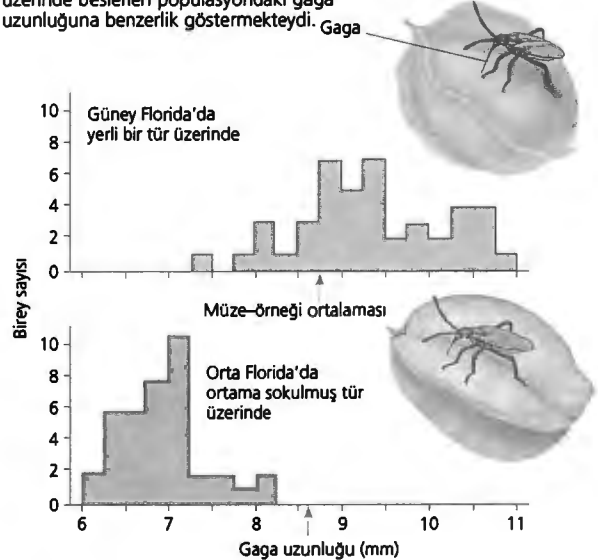 üzerinde beslenen populasyondaki gaga
uzunluğuna benzerlik göstermekteydi.
Gaga
Güney Florida'da
yerli bir tür üzerinde
10
8
6
4
2
0
Birey sayısı
Müze–örneği ortalaması
Orta Florida'da
ortama sokulmuş tür
üzerinde
10
8
6
4
2
0
6 7 8 9 10 11
Gaga uzunluğu (mm)